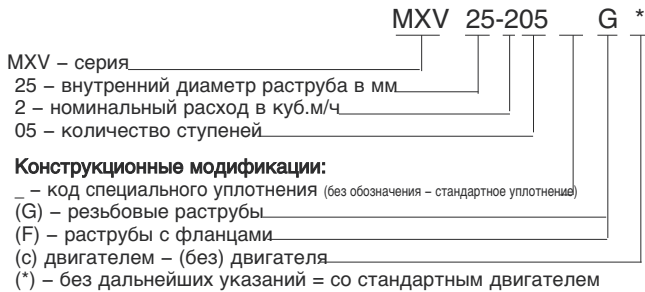 MXV 25-205 _ G *
MXV – серия
25 – внутренний диаметр раструба в мм
2 – номинальный расход в куб.м/ч
05 – количество ступеней
Конструкционные модификации:
_ – код специального уплотнения (без обозначения – стандартное уплотнение)
(G) – резьбовые раструбы
(F) – раструбы с фланцами
(с) двигателем – (без) двигателя
(*) – без дальнейших указаний = со стандартным двигателем